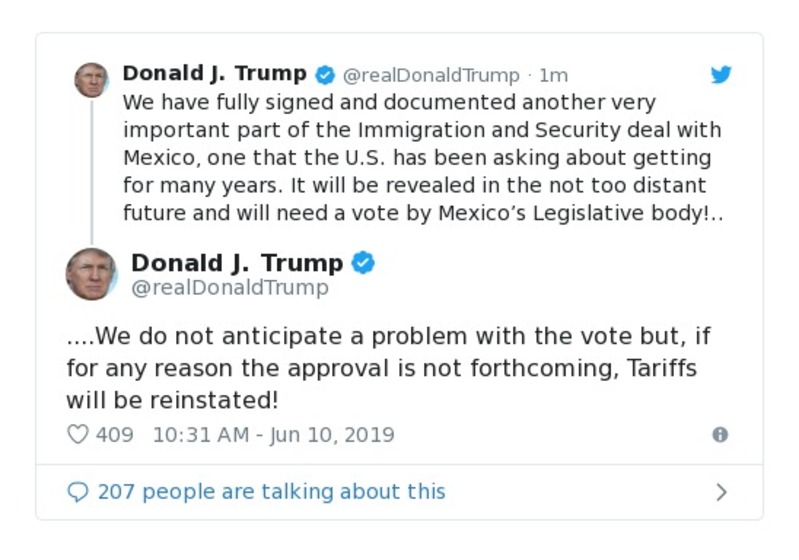 Donald J. Trump @realDonaldTrump · 1m
We have fully signed and documented another very
important part of the Immigration and Security deal with
Mexico, one that the U.S. has been asking about getting
for many years. It will be revealed in the not too distant
future and will need a vote by Mexico’s Legislative body!..
Donald J. Trump
@realDonaldTrump
....We do not anticipate a problem with the vote but, if
for any reason the approval is not forthcoming, Tariffs
will be reinstated!
409 10:31 AM - Jun 10, 2019
207 people are talking about this